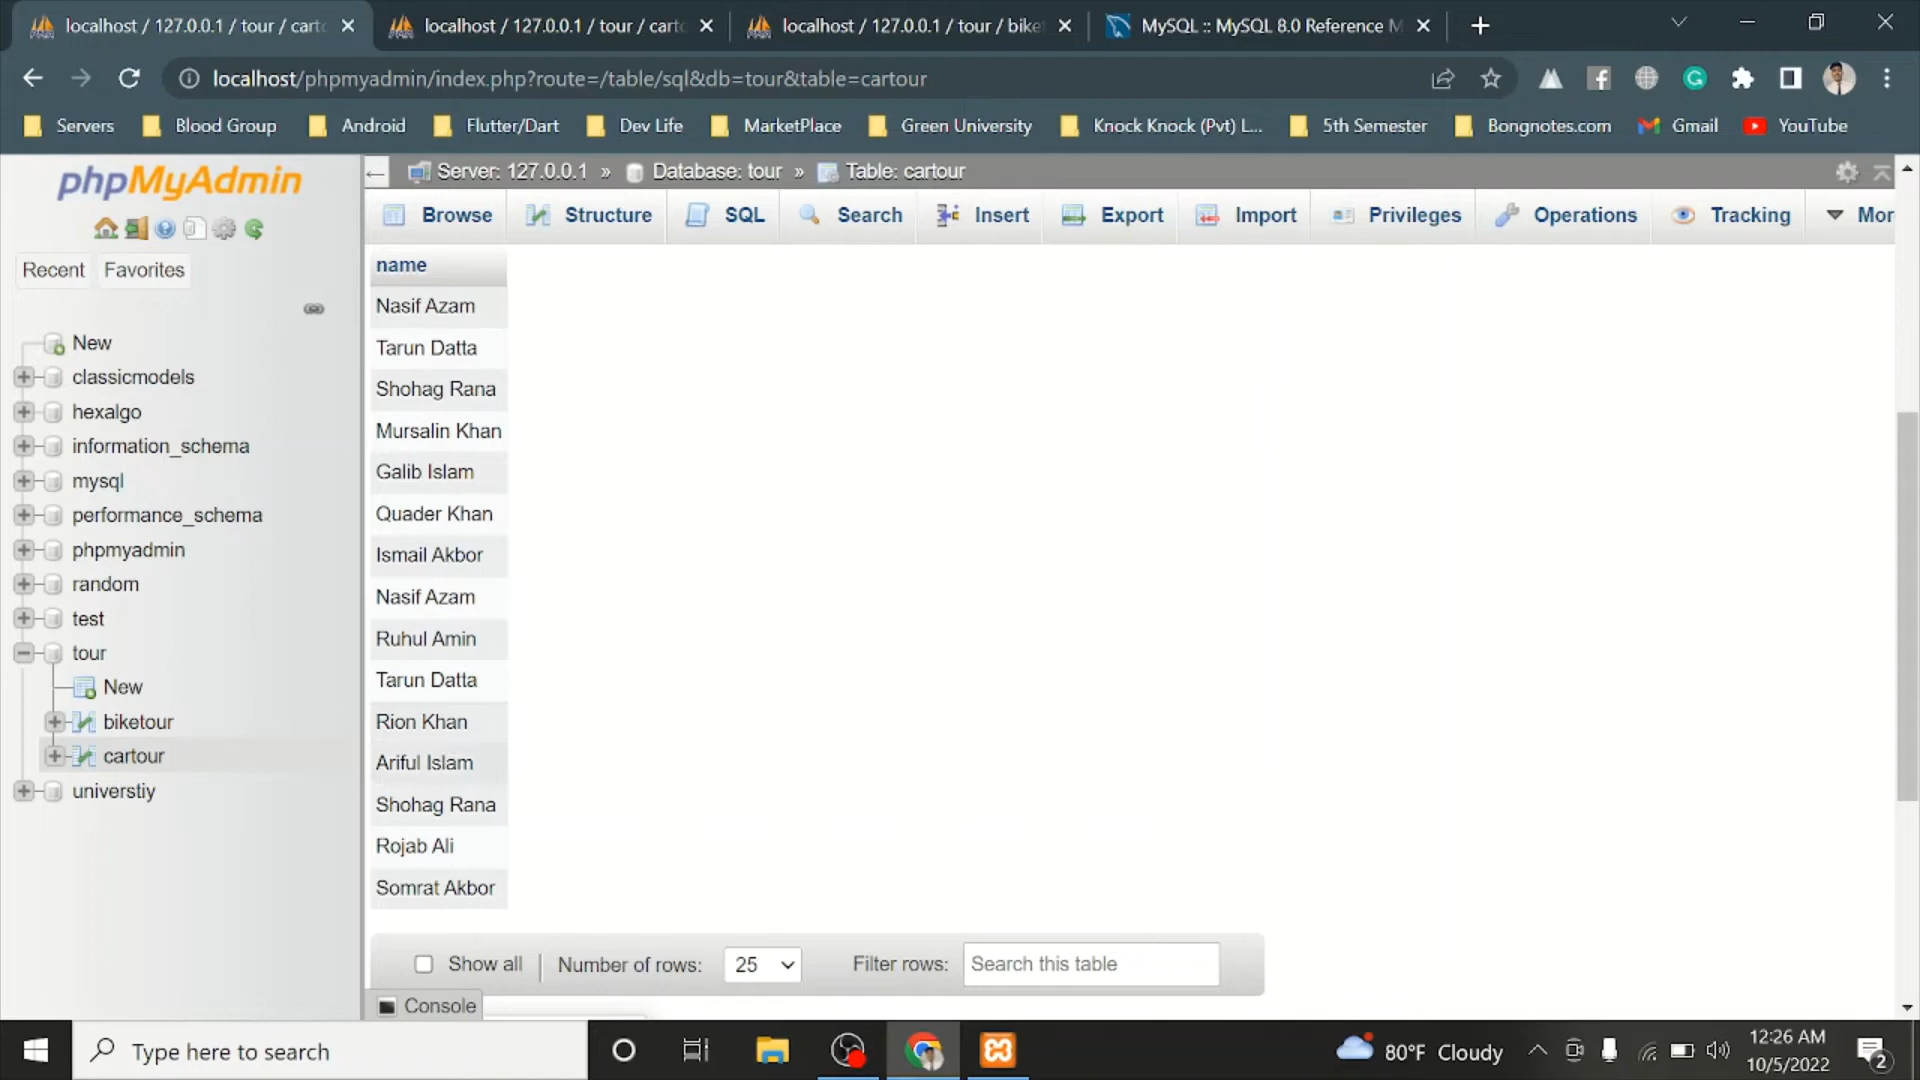 localhost / 127.0.0.1 / tour / carto
localhost / 127.0.0.1 / tour / carto
localhost / 127.0.0.1 / tour / bike
MySQL :: MySQL 8.0 Reference M
localhost/phpmyadmin/index.php?route=/table/sql&db=tour&table=cartour
Servers
Blood Group
Android
Flutter/Dart
Dev Life
MarketPlace
Green University
Knock Knock (Pvt) L...
5th Semester
Bongnotes.com
Gmail
YouTube
phpMyAdmin
Recent
Favorites
New
classicmodels
hexalgo
information_schema
mysql
performance_schema
phpmyadmin
random
test
tour
New
biketour
cartour
universtiy
Server: 127.0.0.1 » Database: tour » Table: cartour
Browse
Structure
SQL
Search
Insert
Export
Import
Privileges
Operations
Tracking
Mor
name
Nasif Azam
Tarun Datta
Shohag Rana
Mursalin Khan
Galib Islam
Quader Khan
Ismail Akbor
Nasif Azam
Ruhul Amin
Tarun Datta
Rion Khan
Ariful Islam
Shohag Rana
Rojab Ali
Somrat Akbor
Show all
Number of rows:
25
Filter rows:
Search this table
Console
Type here to search
80°F Cloudy
12:26 AM
10/5/2022
2